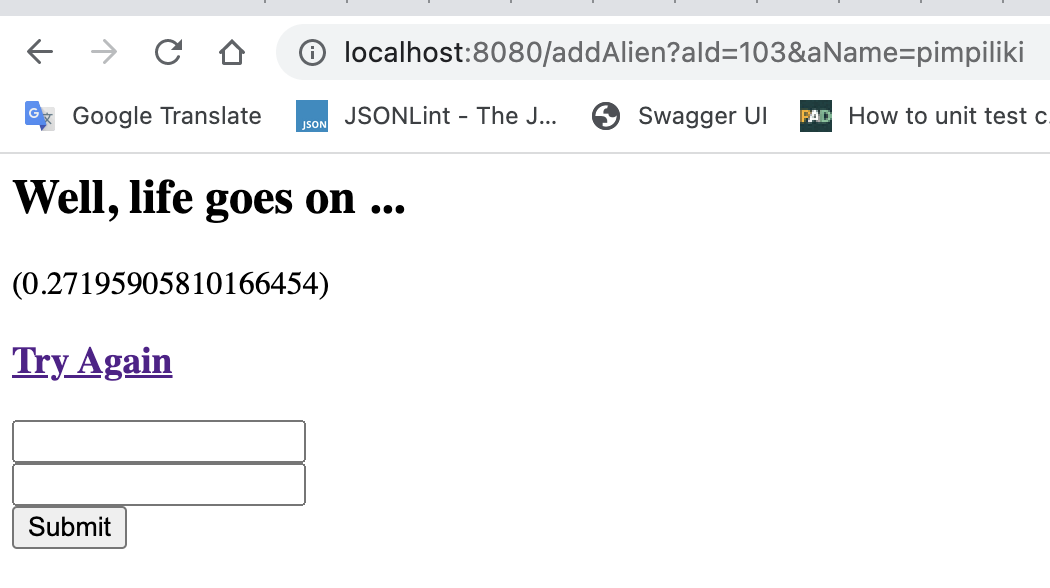 localhost:8080/addAlien?aId=103&aName=pimpiliki
Google Translate JSON JSONLint - The J... Swagger UI PAD How to unit test c
Well, life goes on ...
(0.27195905810166454)
Try Again
Submit